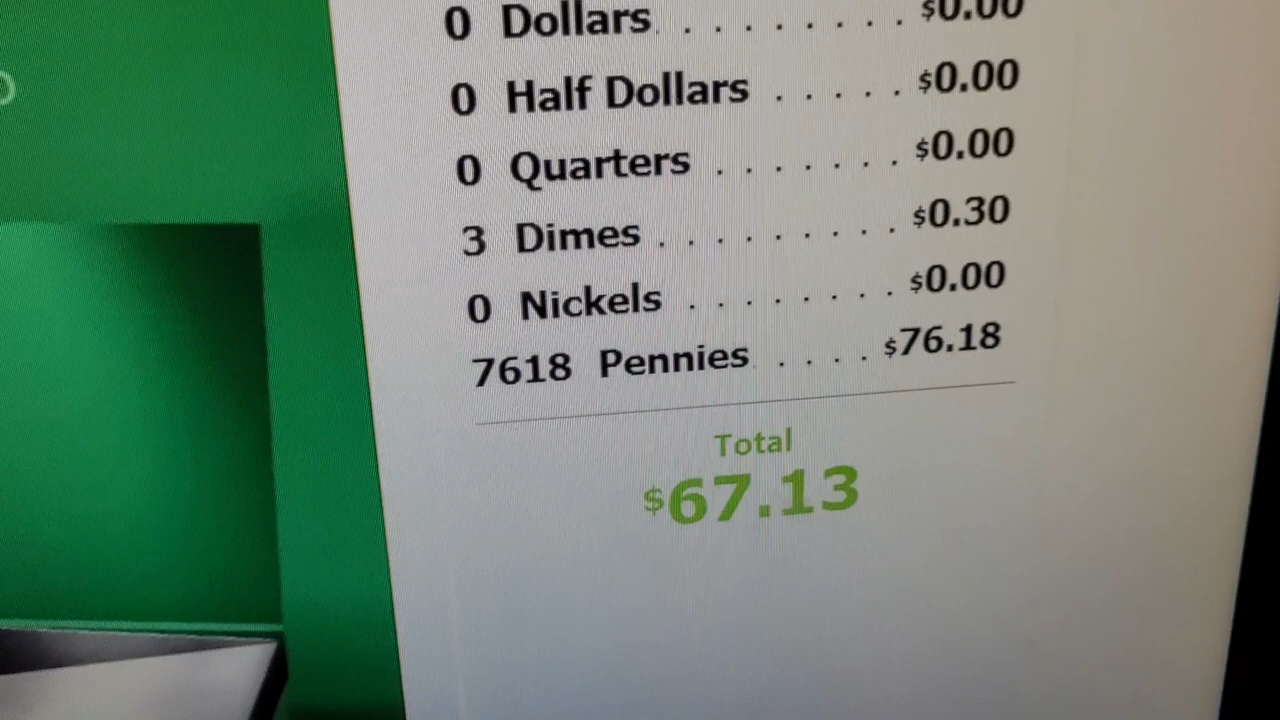 0 Dollars . . . . . . . . $0.00
0 Half Dollars . . . . . $0.00
0 Quarters . . . . . . . $0.00
3 Dimes . . . . . . . . . $0.30
0 Nickels . . . . . . . . $0.00
7618 Pennies . . . . $76.18
Total
$67.13